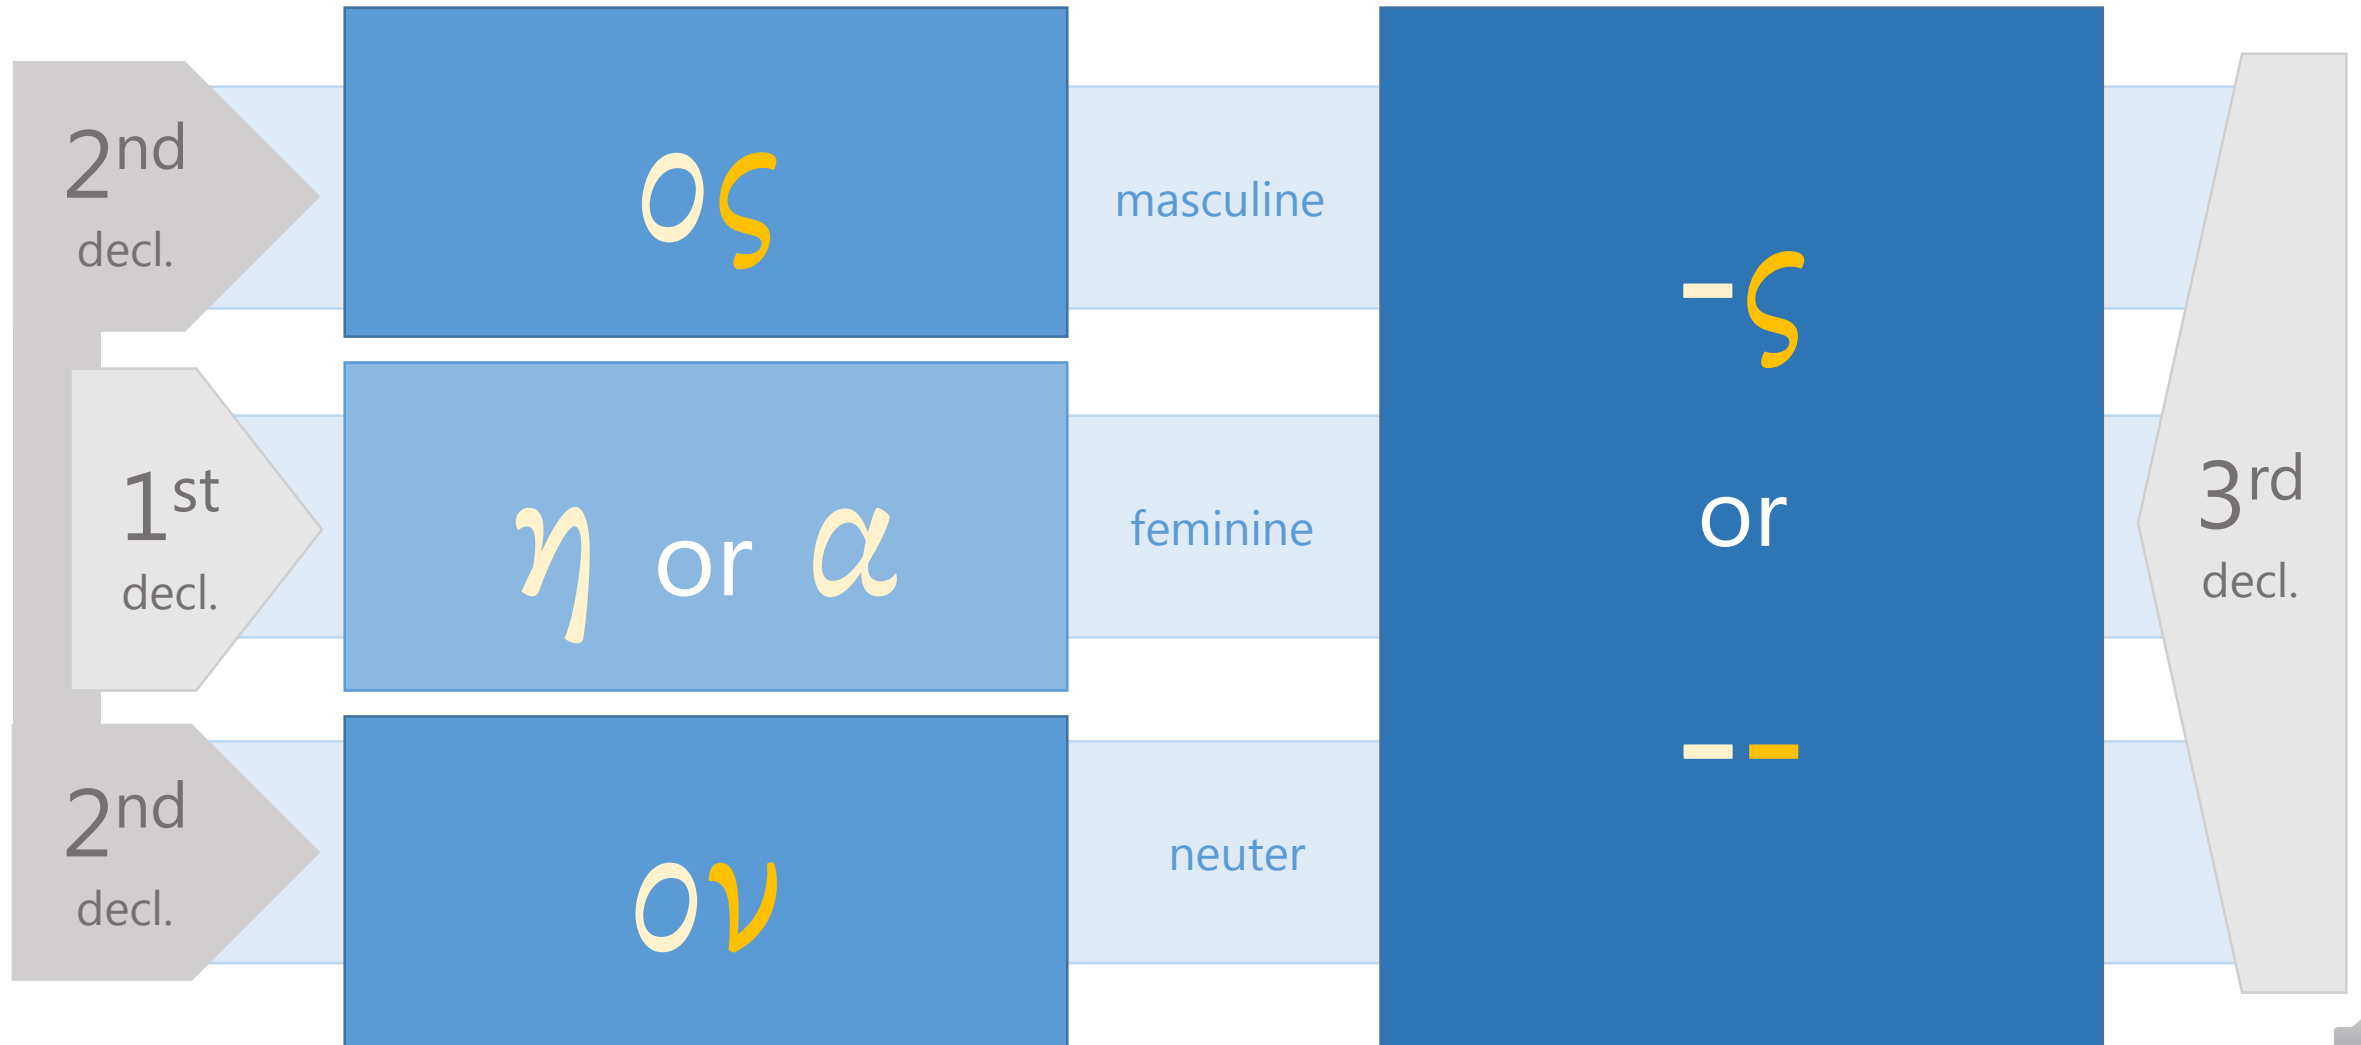 2nd
decl.
ος
masculine
1st
decl.
η or α
feminine
2nd
decl.
ον
neuter
-ς
or
--
3rd
decl.